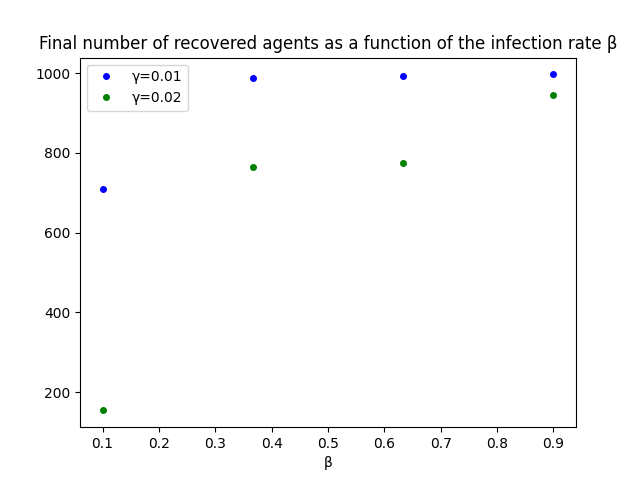 Final number of recovered agents as a function of the infection rate β
γ=0.01
γ=0.02
1000
800
600
400
200
0.1 0.2 0.3 0.4 0.5 0.6 0.7 0.8 0.9
β